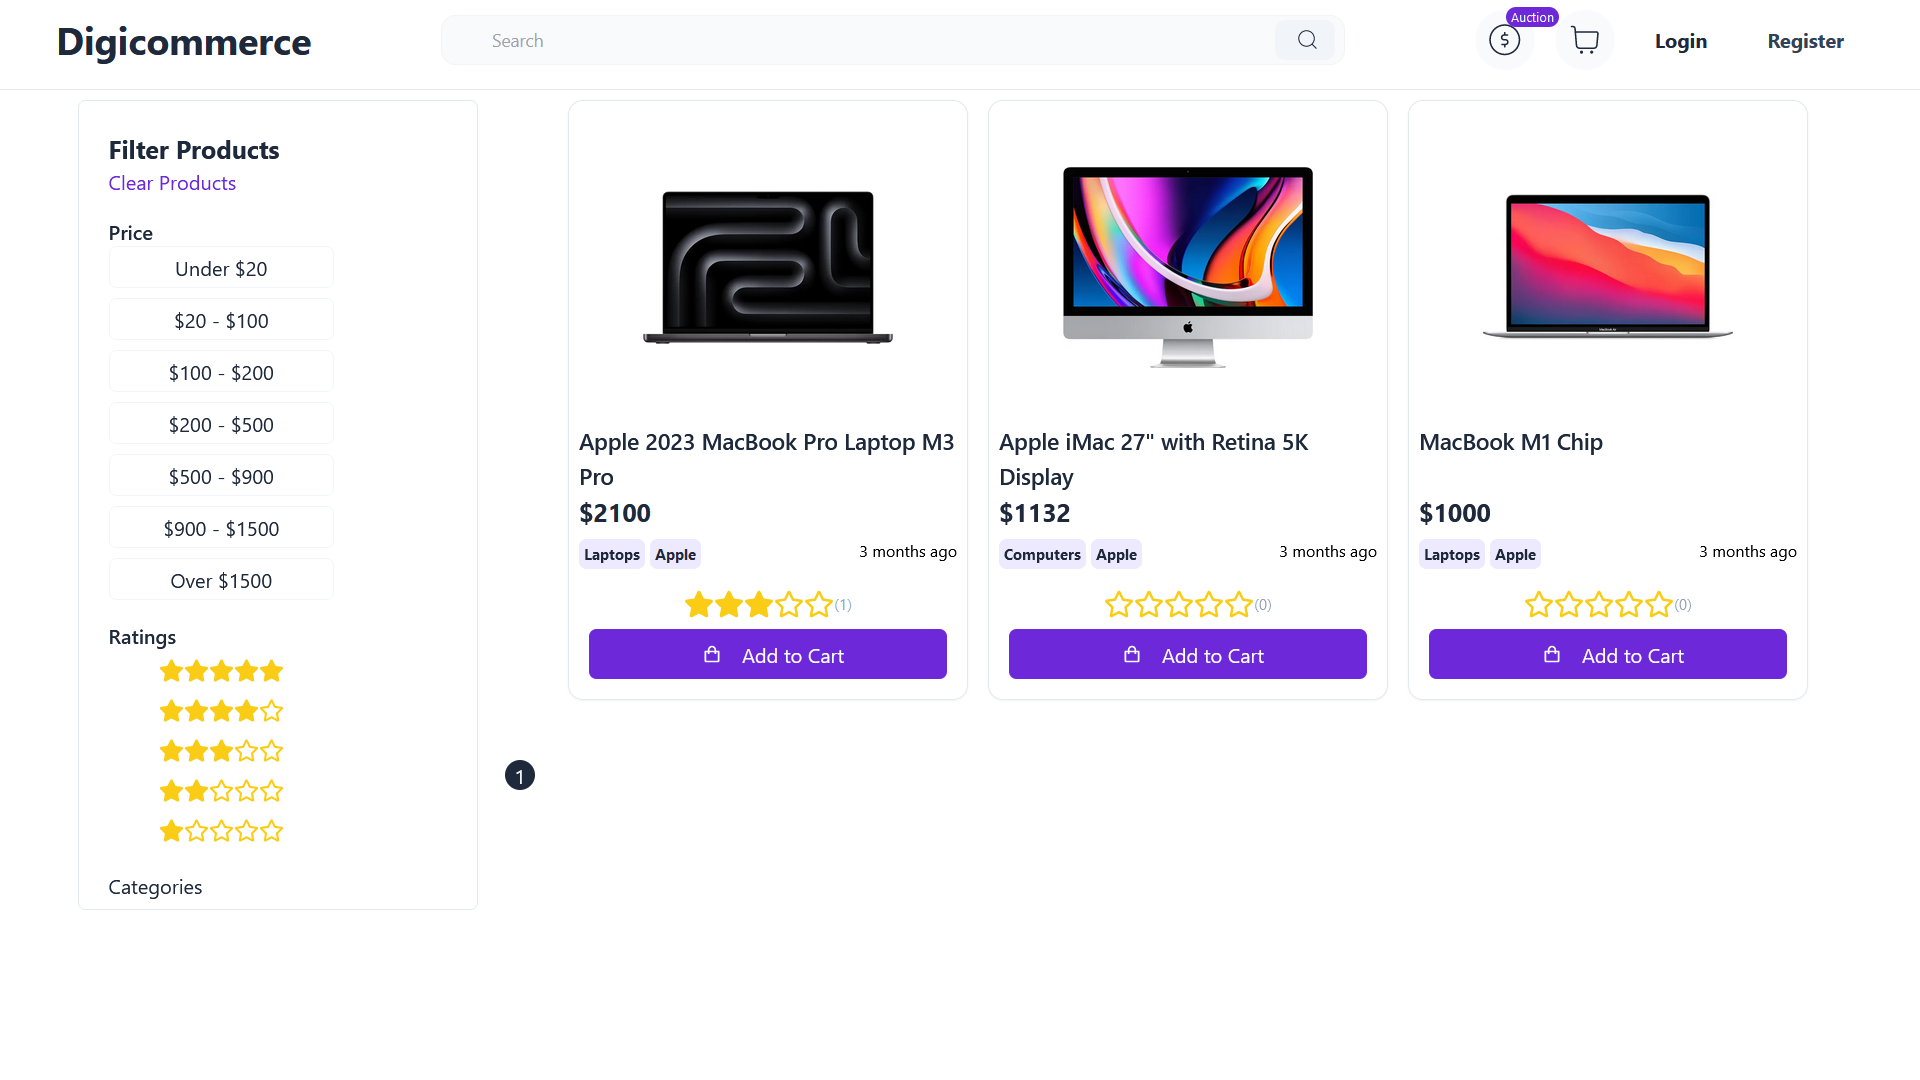 Digicommerce
Search
Auction
Login
Register
Filter Products
Clear Products
Price
Under $20
$20 - $100
$100 - $200
$200 - $500
$500 - $900
$900 - $1500
Over $1500
Ratings
Categories
Apple 2023 MacBook Pro Laptop M3
Pro
$2100
Laptops Apple 3 months ago
(1)
Add to Cart
Apple iMac 27" with Retina 5K
Display
$1132
Computers Apple 3 months ago
(0)
Add to Cart
MacBook M1 Chip
$1000
Laptops Apple 3 months ago
(0)
Add to Cart
1